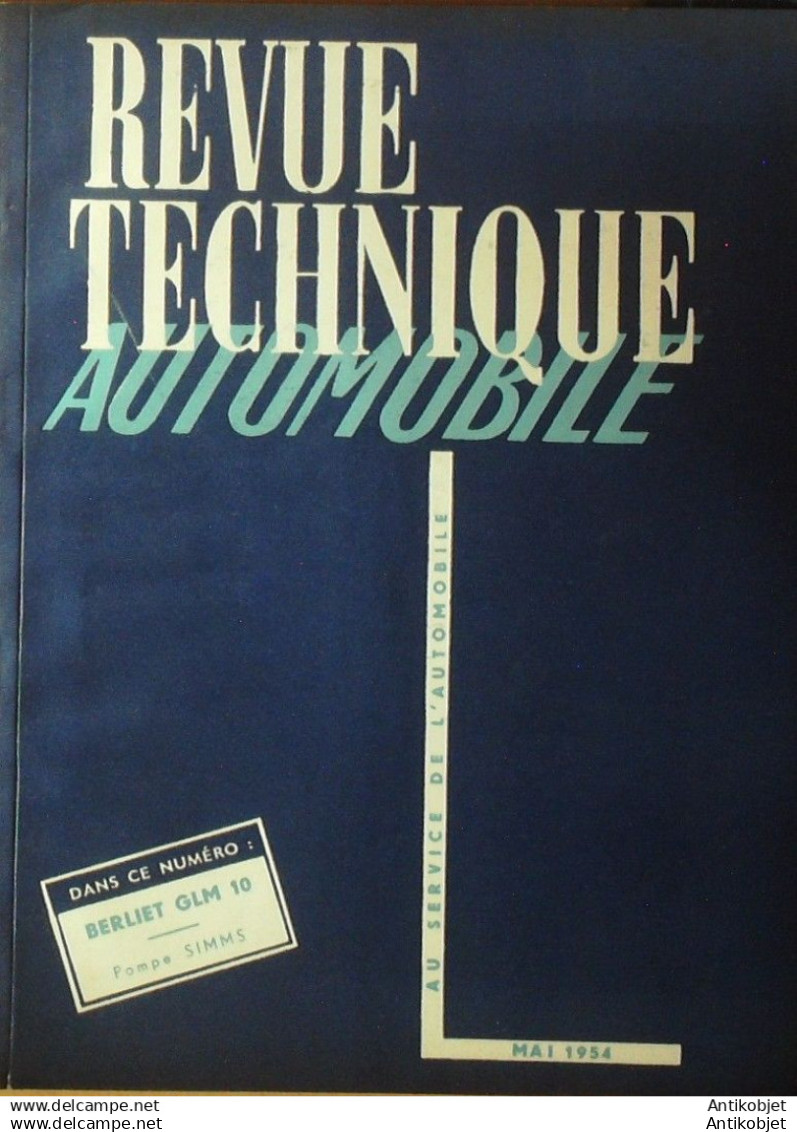 REVUE
TECHNIQUE
AUTOMOBILE
AU SERVICE DE L'AUTOMOBILE
DANS CE NUMÉRO :
BERLIET GLM 10
Pompe SIMMS
MAI 1954
www.delcampe.net
www.delcampe.net
Antikobjet
Antikobjet